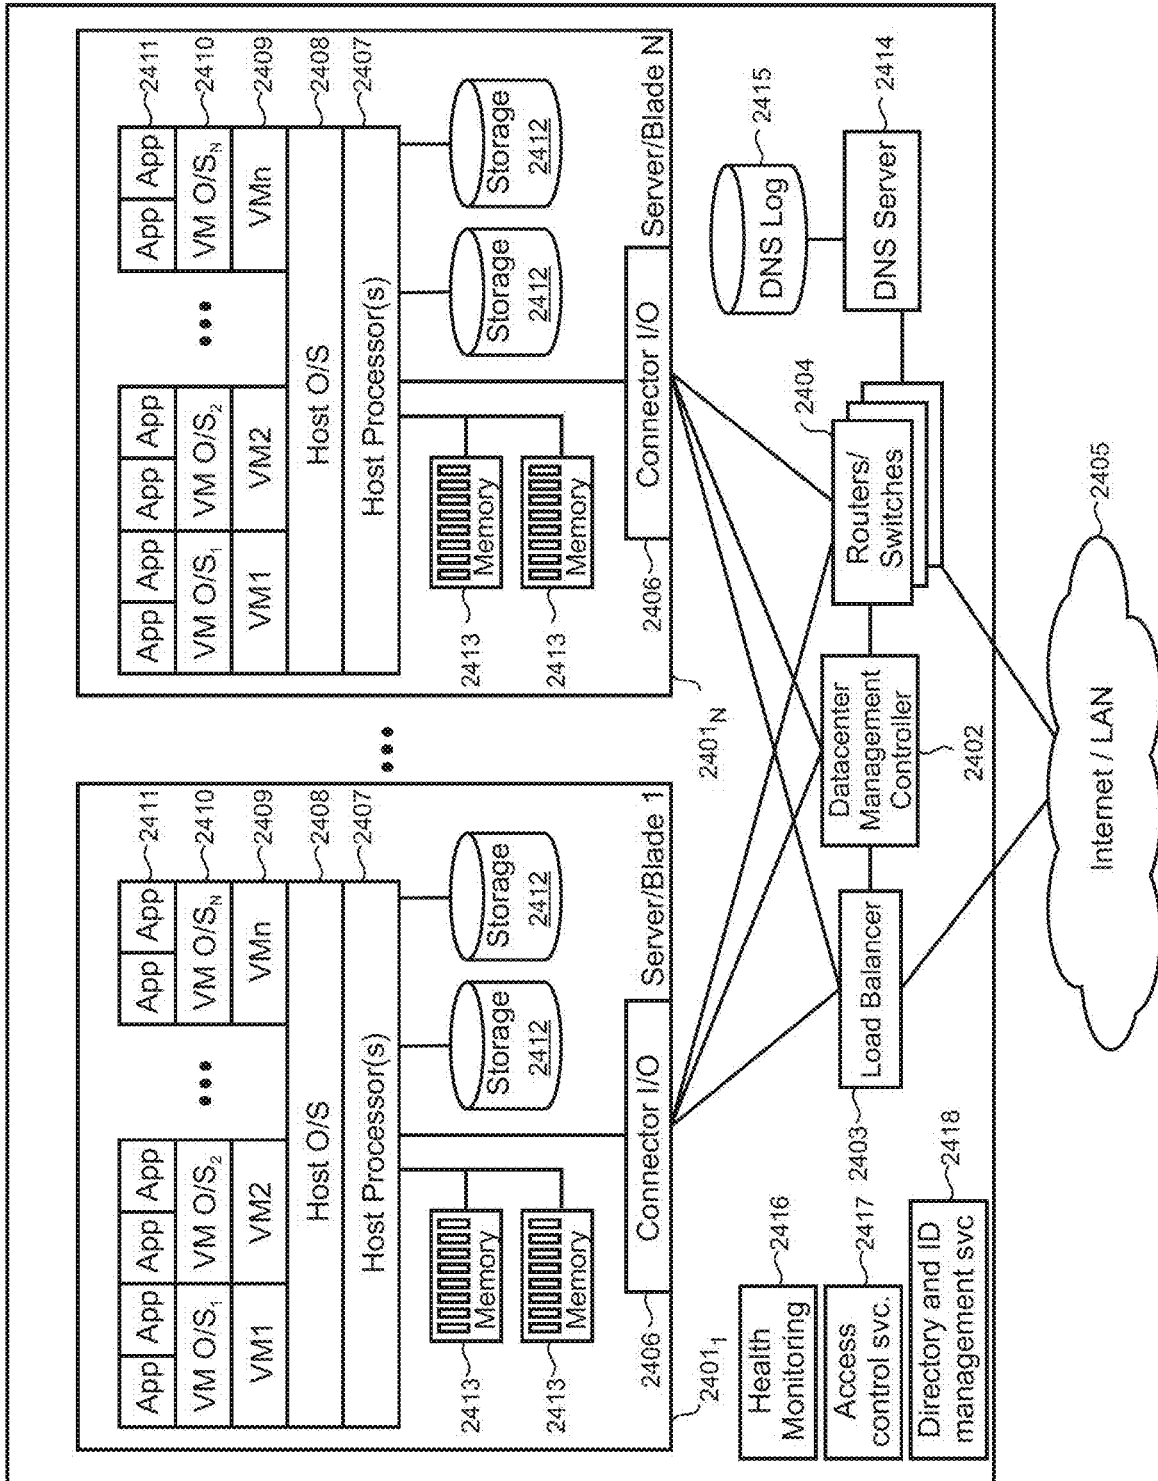 App App App App App App 2411
VM O/S1 VM O/S2 VM O/SN 2410
VM1 VM2 ••• VMn 2409
Host O/S 2408
Host Processor(s) 2407
Memory Storage Storage
2413 2412 2412
Memory
2413
Connector I/O
2406
Server/Blade 1
24011
•••
App App App App App App 2411
VM O/S1 VM O/S2 VM O/SN 2410
VM1 VM2 ••• VMn 2409
Host O/S 2408
Host Processor(s) 2407
Memory Storage Storage
2413 2412 2412
Memory
2413
Connector I/O
2406
Server/Blade N
2401N
Health
Monitoring
2416
Access
control svc.
2417
Directory and ID
management svc
2418
Load Balancer
2403
Datacenter
Management
Controller
2402
Routers/
Switches
2404
DNS Log
2415
DNS Server
2414
Internet / LAN
2405